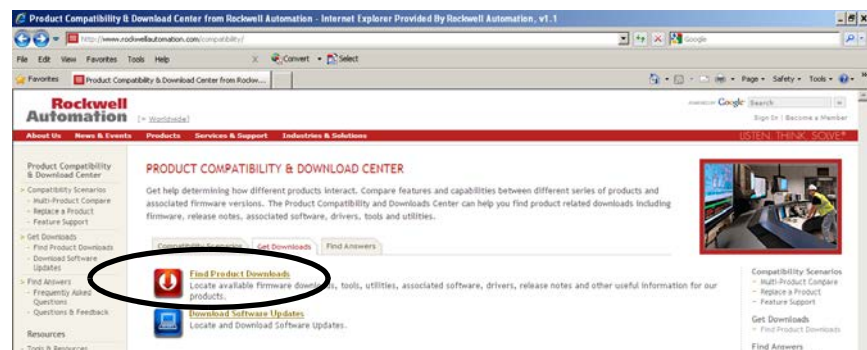 Product Compatibility & Download Center from Rockwell Automation - Internet Explorer Provided By Rockwell Automation, v1.1
http://www.rockwellautomation.com/compatibility/
Google
File Edit View Favorites Tools Help X Convert Select
Favorites Product Compatibility & Download Center from Rockw... Page Safety Tools
Rockwell Automation
[+ Worldwide]
Google Search
Sign In | Become a Member
About Us News & Events Products Services & Support Industries & Solutions LISTEN. THINK. SOLVE.®
Product Compatibility & Download Center
Compatibility Scenarios
- Multi-Product Compare
- Replace a Product
- Feature Support
Get Downloads
- Find Product Downloads
- Download Software Updates
Find Answers
- Frequently Asked Questions
- Questions & Feedback
Resources
- Tools & Resources
PRODUCT COMPATIBILITY & DOWNLOAD CENTER
Get help determining how different products interact. Compare features and capabilities between different series of products and
associated firmware versions. The Product Compatibility and Downloads Center can help you find product related downloads including
firmware, release notes, associated software, drivers, tools and utilities.
Compatibility Scenarios Get Downloads Find Answers
Find Product Downloads
Locate available firmware downloads, tools, utilities, associated software, drivers, release notes and other useful information for our
products.
Download Software Updates
Locate and Download Software Updates.
Compatibility Scenarios
- Multi-Product Compare
- Replace a Product
- Feature Support
Get Downloads
- Find Product Downloads
Find Answers